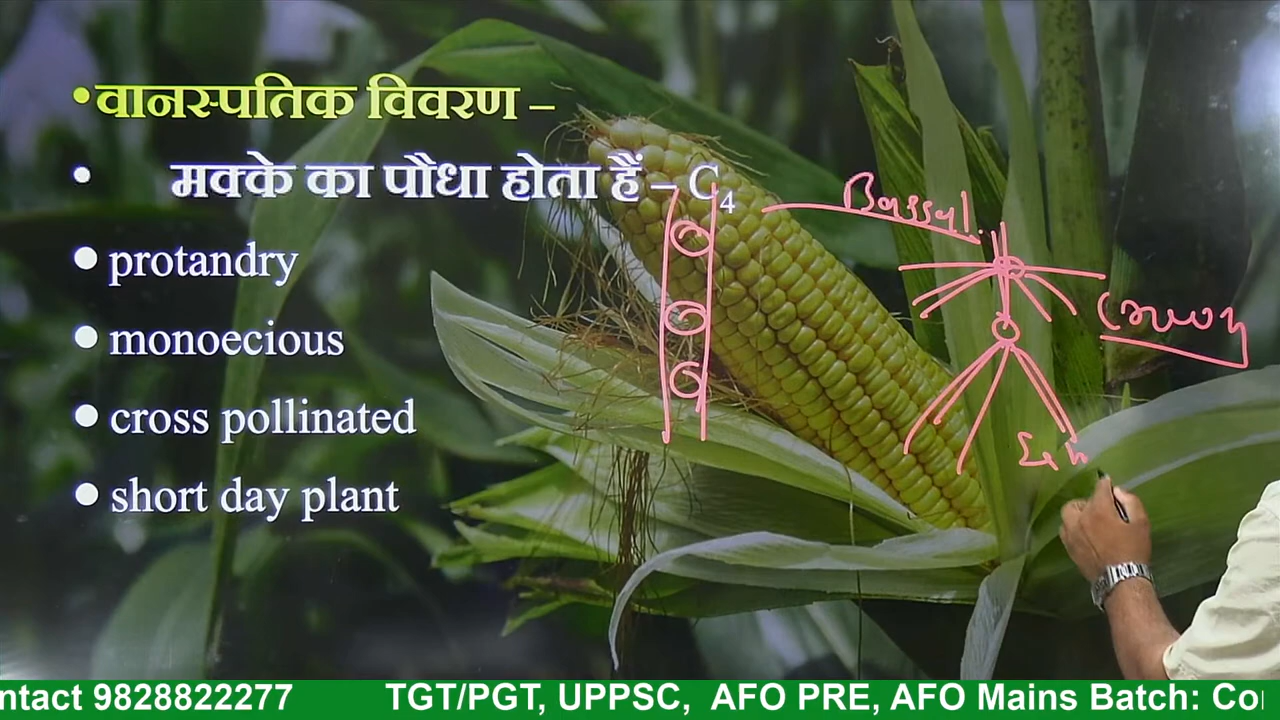 •वानस्पतिक विवरण –
• मक्के का पौधा होता हैं – C₄
● protandry
● monoecious
● cross pollinated
● short day plant
ntact 9828822277 TGT/PGT, UPPSC, AFO PRE, AFO Mains Batch: Co